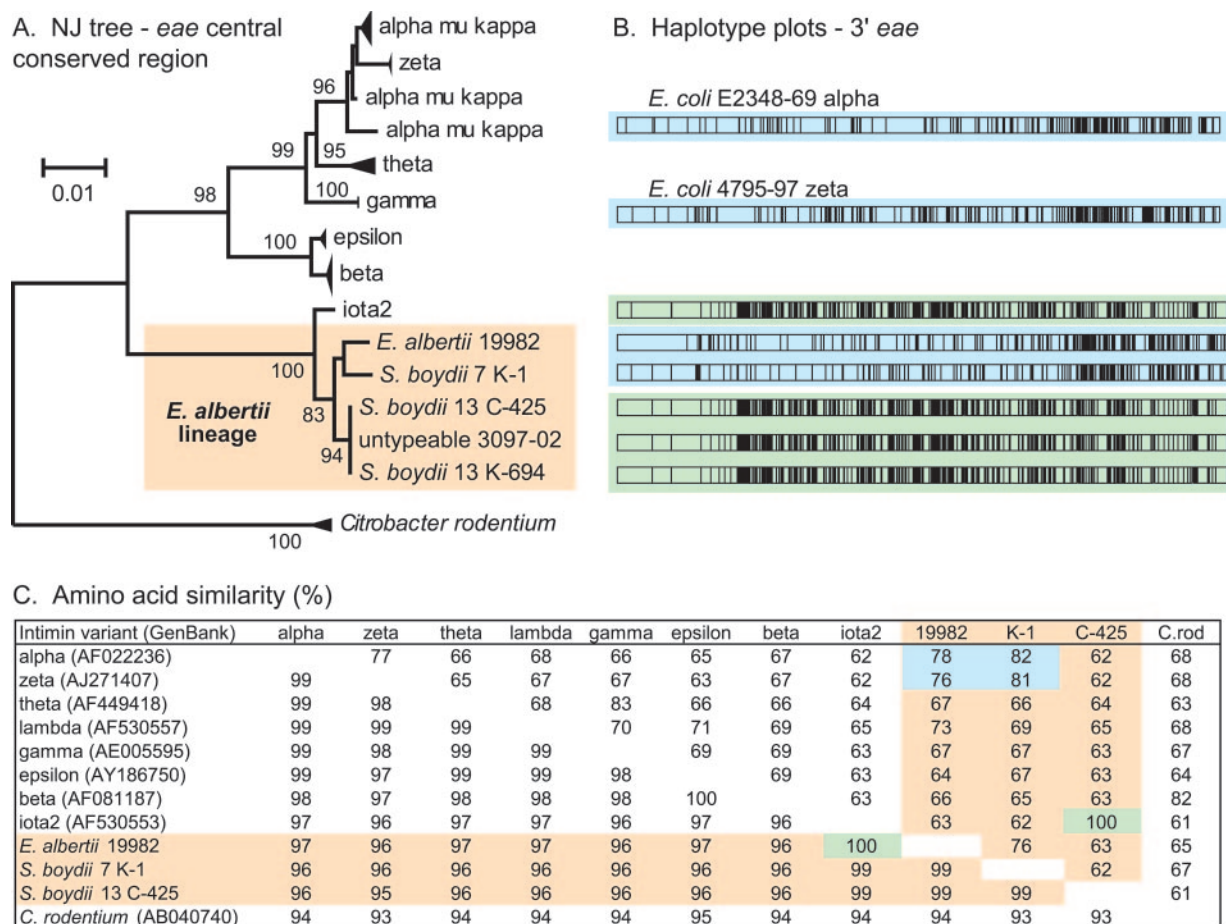 A. NJ tree - eae central
conserved region
alpha mu kappa
zeta
96
alpha mu kappa
alpha mu kappa
0.01
99
95
theta
98
100
gamma
100
epsilon
beta
iota2
E. albertii 19982
100
S. boydii 7 K-1
E. albertii
lineage
83
S. boydii 13 C-425
untypeable 3097-02
94
S. boydii 13 K-694
Citrobacter rodentium
100
B. Haplotype plots - 3' eae
E. coli E2348-69 alpha
E. coli 4795-97 zeta
C. Amino acid similarity (%)
Intimin variant (GenBank) alpha zeta theta lambda gamma epsilon beta iota2 19982 K-1 C-425 C.rod
alpha (AF022236) 77 66 68 66 65 67 62 78 82 62 68
zeta (AJ271407) 99 65 67 67 63 67 62 76 81 62 68
theta (AF449418) 99 98 68 83 66 66 64 67 66 64 63
lambda (AF530557) 99 99 99 70 71 69 65 73 69 65 68
gamma (AE005595) 99 98 99 99 69 69 63 67 67 63 67
epsilon (AY186750) 99 97 99 99 98 69 63 64 67 63 64
beta (AF081187) 98 97 98 98 98 100 63 66 65 63 82
iota2 (AF530553) 97 96 97 97 96 97 96 63 62 100 61
E. albertii 19982 97 96 97 97 96 97 96 100 76 63 65
S. boydii 7 K-1 96 96 96 96 96 96 96 99 99 62 67
S. boydii 13 C-425 96 95 96 96 96 96 96 99 99 99 61
C. rodentium (AB040740) 94 93 94 94 94 95 94 94 94 93 93